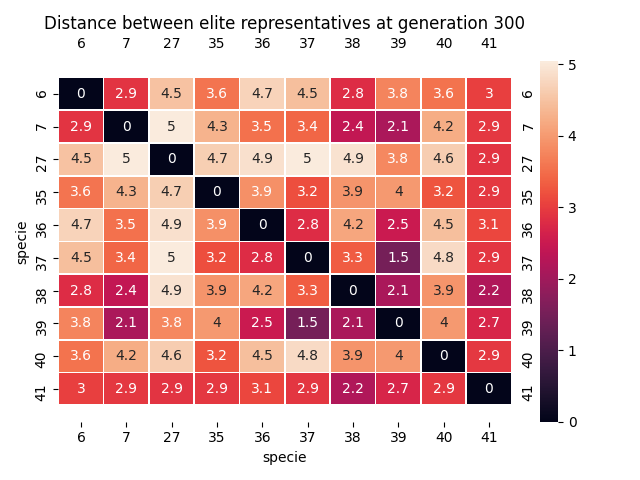 Distance between elite representatives at generation 300
6 7 27 35 36 37 38 39 40 41
6 0 2.9 4.5 3.6 4.7 4.5 2.8 3.8 3.6 3 6
7 2.9 0 5 4.3 3.5 3.4 2.4 2.1 4.2 2.9 7
27 4.5 5 0 4.7 4.9 5 4.9 3.8 4.6 2.9 27
35 3.6 4.3 4.7 0 3.9 3.2 3.9 4 3.2 2.9 35
36 4.7 3.5 4.9 3.9 0 2.8 4.2 2.5 4.5 3.1 36
37 4.5 3.4 5 3.2 2.8 0 3.3 1.5 4.8 2.9 37
38 2.8 2.4 4.9 3.9 4.2 3.3 0 2.1 3.9 2.2 38
39 3.8 2.1 3.8 4 2.5 1.5 2.1 0 4 2.7 39
40 3.6 4.2 4.6 3.2 4.5 4.8 3.9 4 0 2.9 40
41 3 2.9 2.9 2.9 3.1 2.9 2.2 2.7 2.9 0 41
6 7 27 35 36 37 38 39 40 41
specie
specie
5
4
3
2
1
0